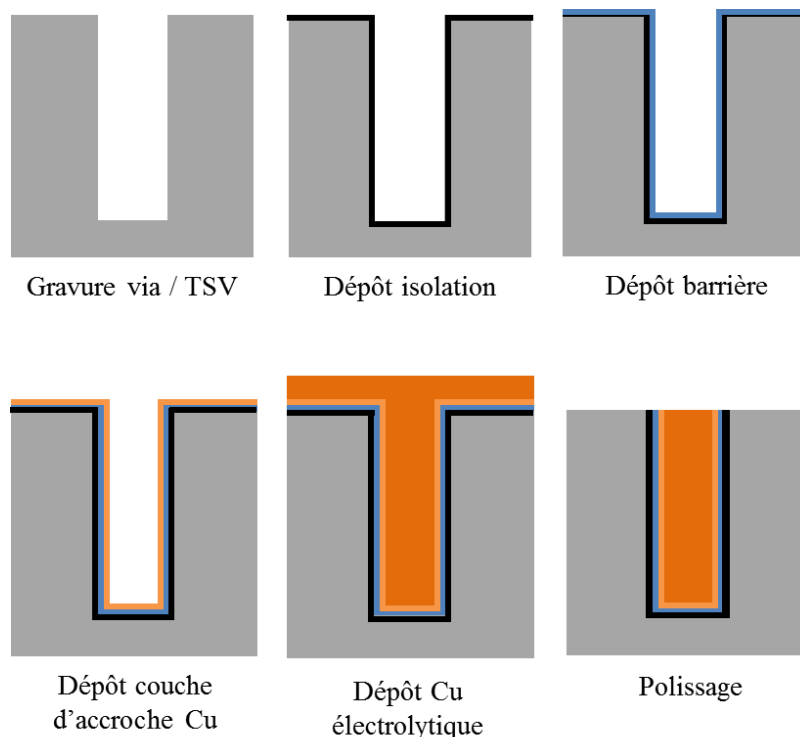 Gravure via / TSV
Dépôt isolation
Dépôt barrière
Dépôt couche
d'accroche Cu
Dépôt Cu
électrolytique
Polissage